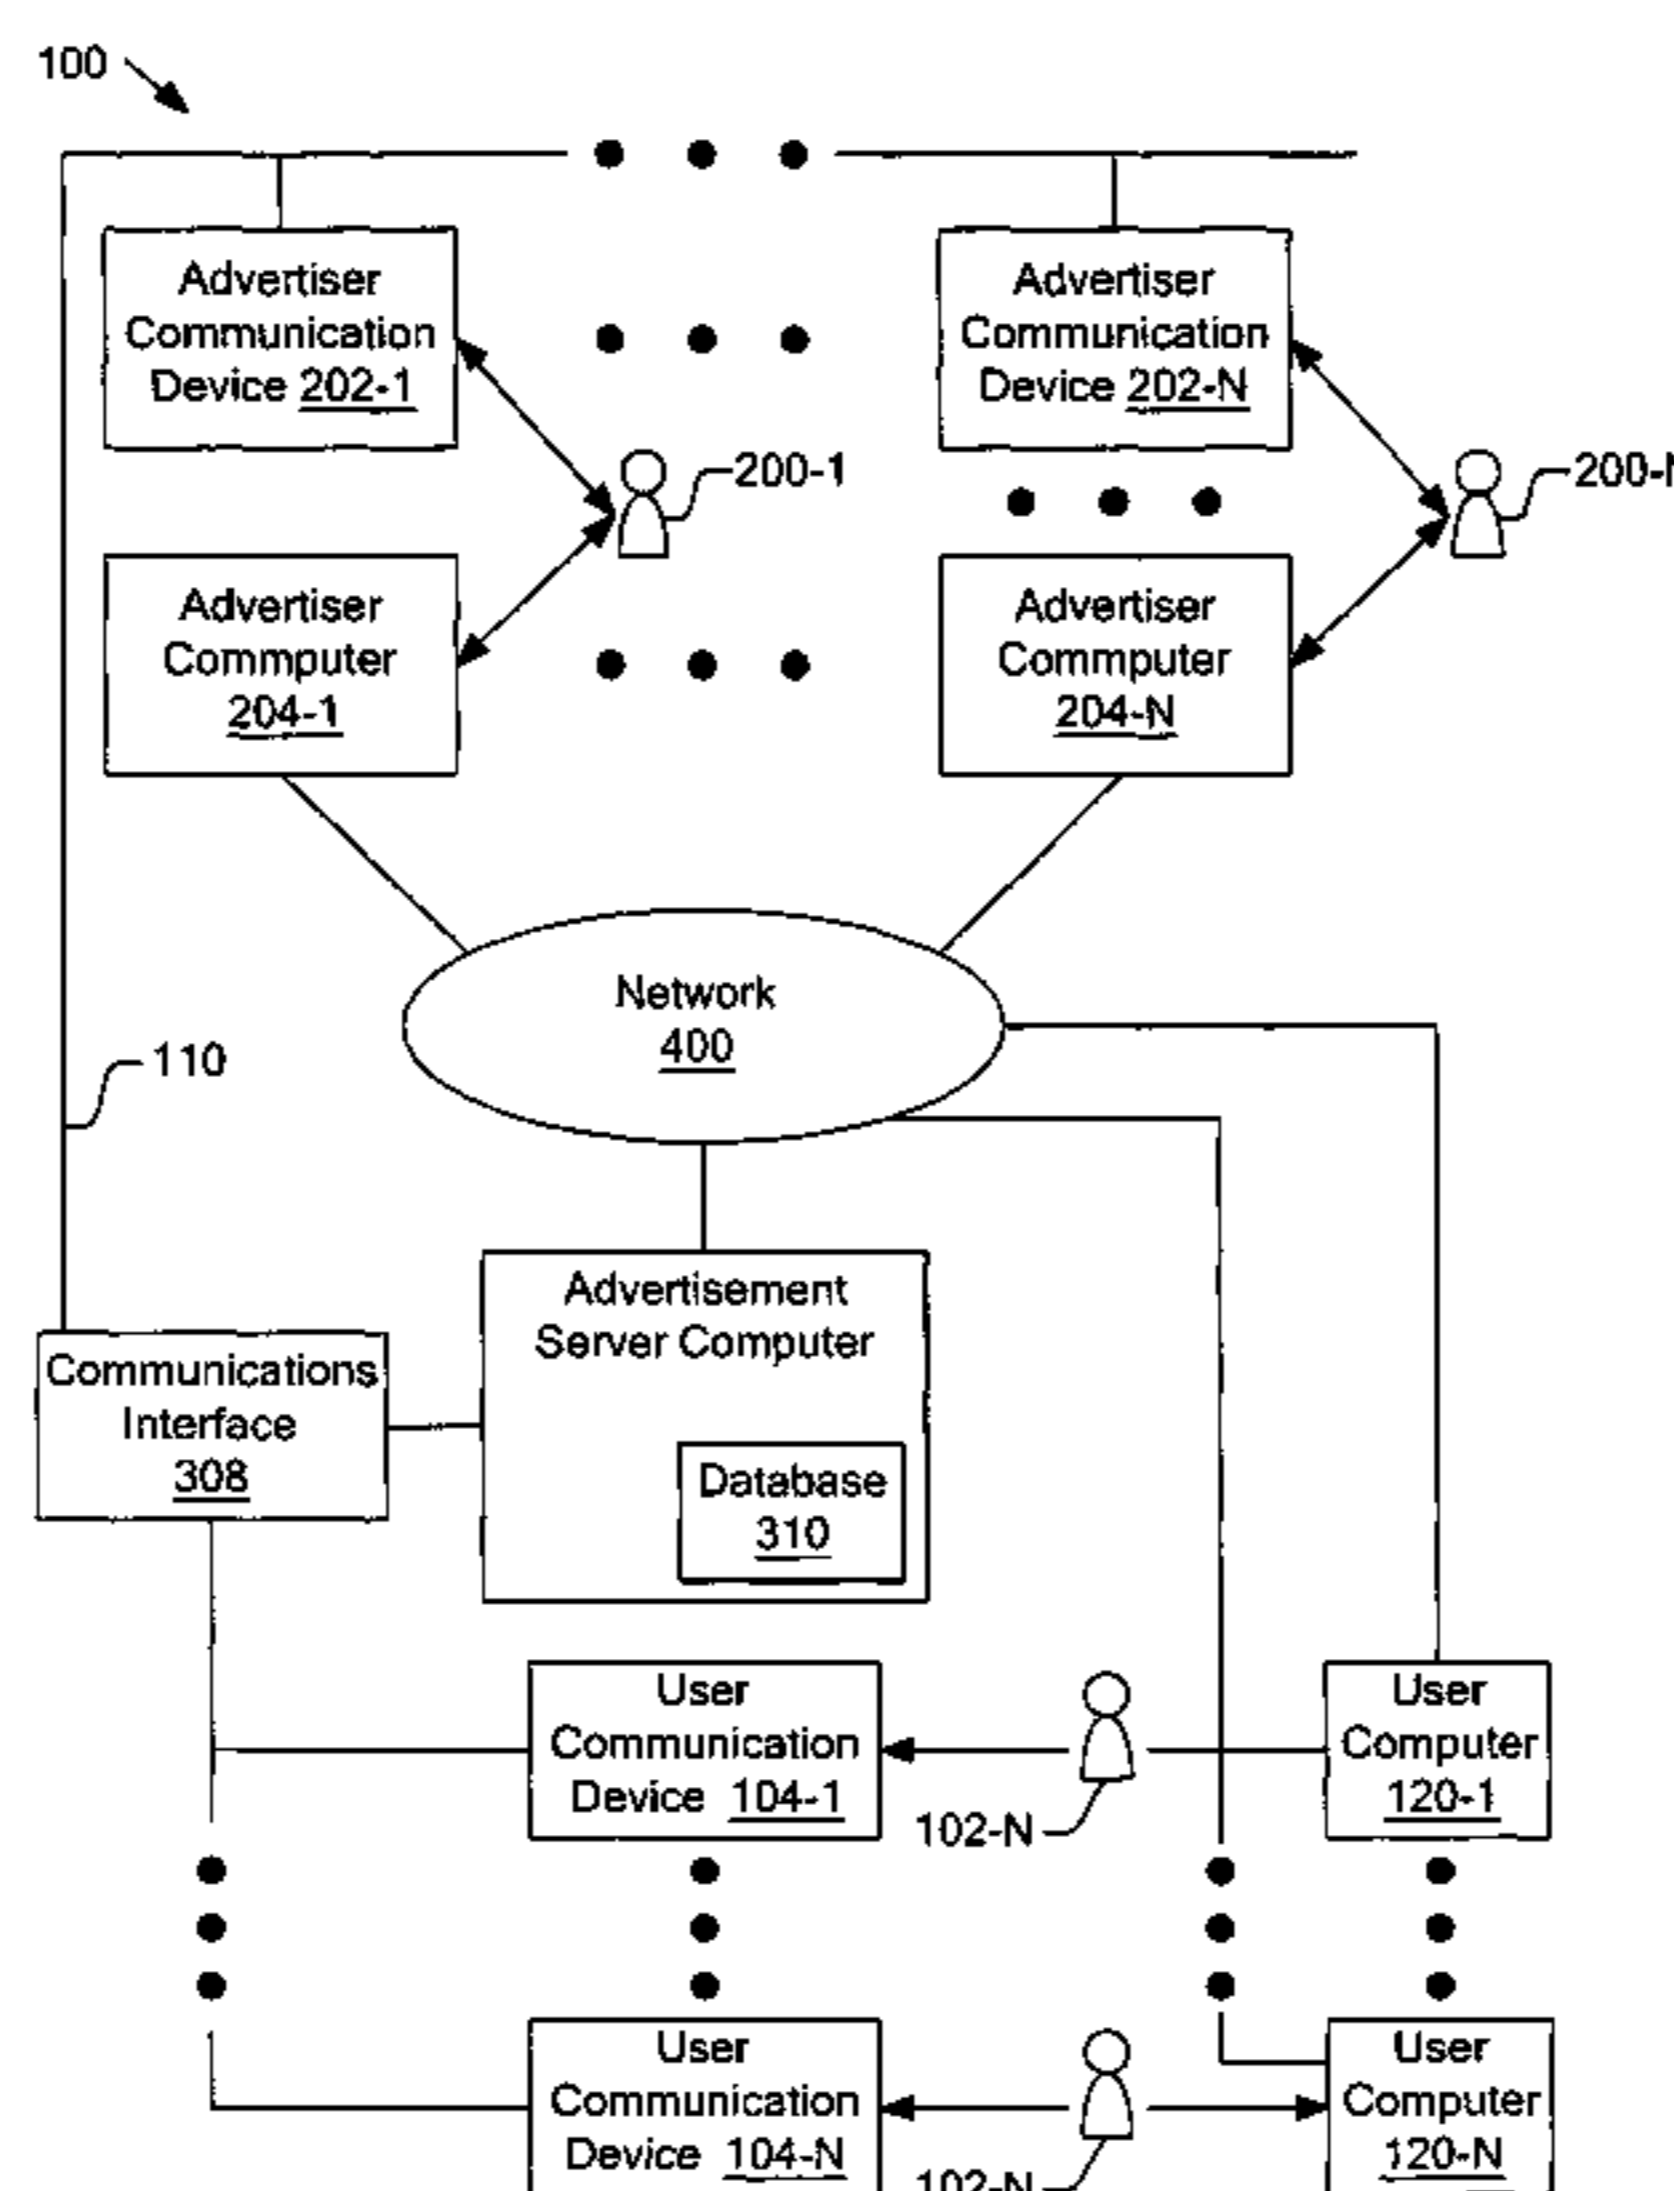 100
Advertiser
Communication
Device 202-1
Advertiser
Communication
Device 202-N
200-1
200-N
Advertiser
Commputer
204-1
Advertiser
Commputer
204-N
Network
400
110
Advertisement
Server Computer
Communications
Interface
308
Database
310
User
Communication
Device 104-1
User
Computer
120-1
102-N
User
Communication
Device 104-N
User
Computer
120-N
102-N